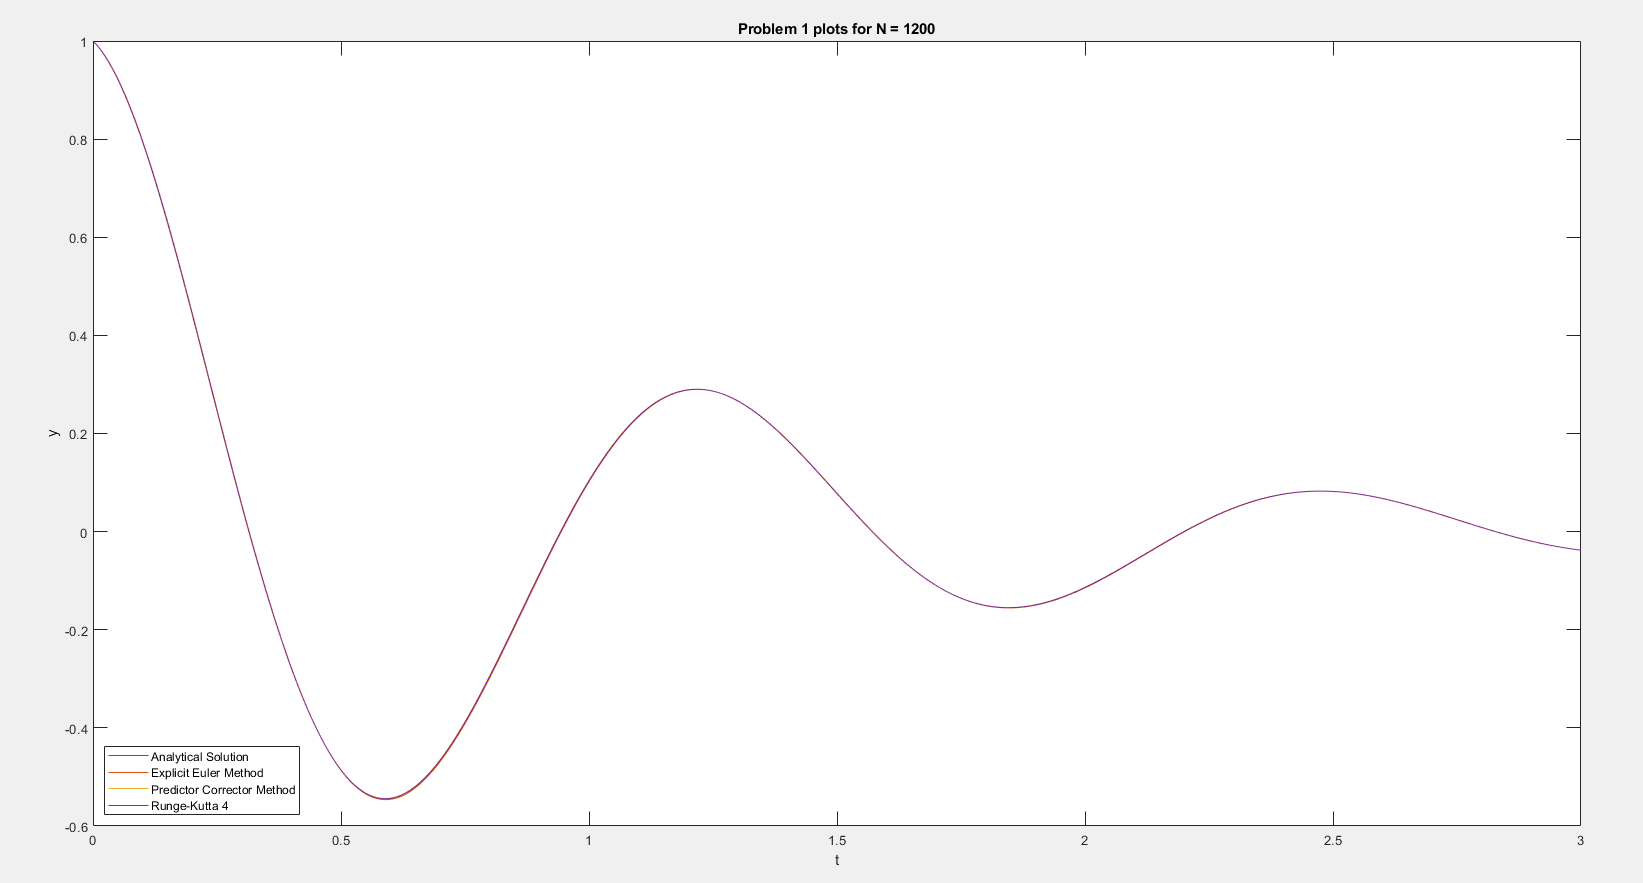 Problem 1 plots for N = 1200
1
0.8
0.6
0.4
0.2
0
-0.2
-0.4
-0.6
y
Analytical Solution
Explicit Euler Method
Predictor Corrector Method
Runge-Kutta 4
0 0.5 1 1.5 2 2.5 3
t